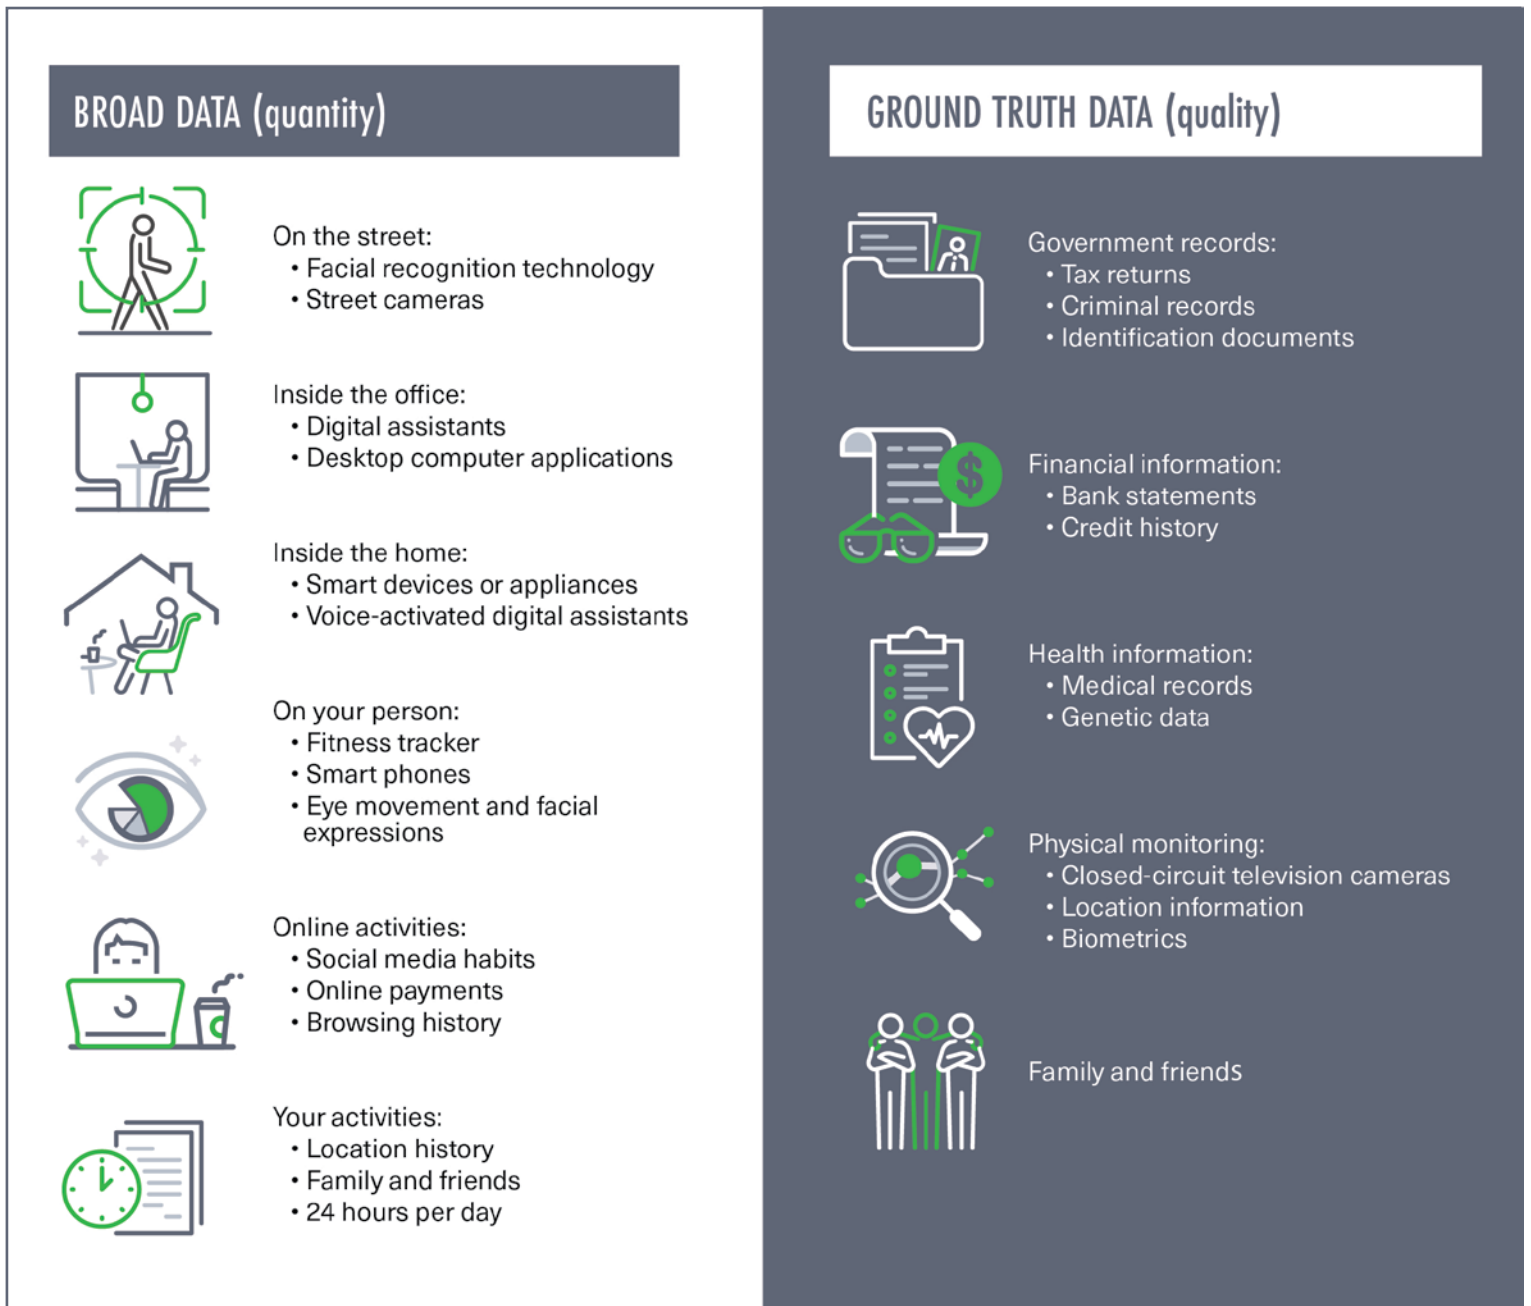 BROAD DATA (quantity)
On the street:
• Facial recognition technology
• Street cameras
Inside the office:
• Digital assistants
• Desktop computer applications
Inside the home:
• Smart devices or appliances
• Voice-activated digital assistants
On your person:
• Fitness tracker
• Smart phones
• Eye movement and facial
expressions
Online activities:
• Social media habits
• Online payments
• Browsing history
Your activities:
• Location history
• Family and friends
• 24 hours per day
GROUND TRUTH DATA (quality)
Government records:
• Tax returns
• Criminal records
• Identification documents
$
Financial information:
• Bank statements
• Credit history
Health information:
• Medical records
• Genetic data
Physical monitoring:
• Closed-circuit television cameras
• Location information
• Biometrics
Family and friends